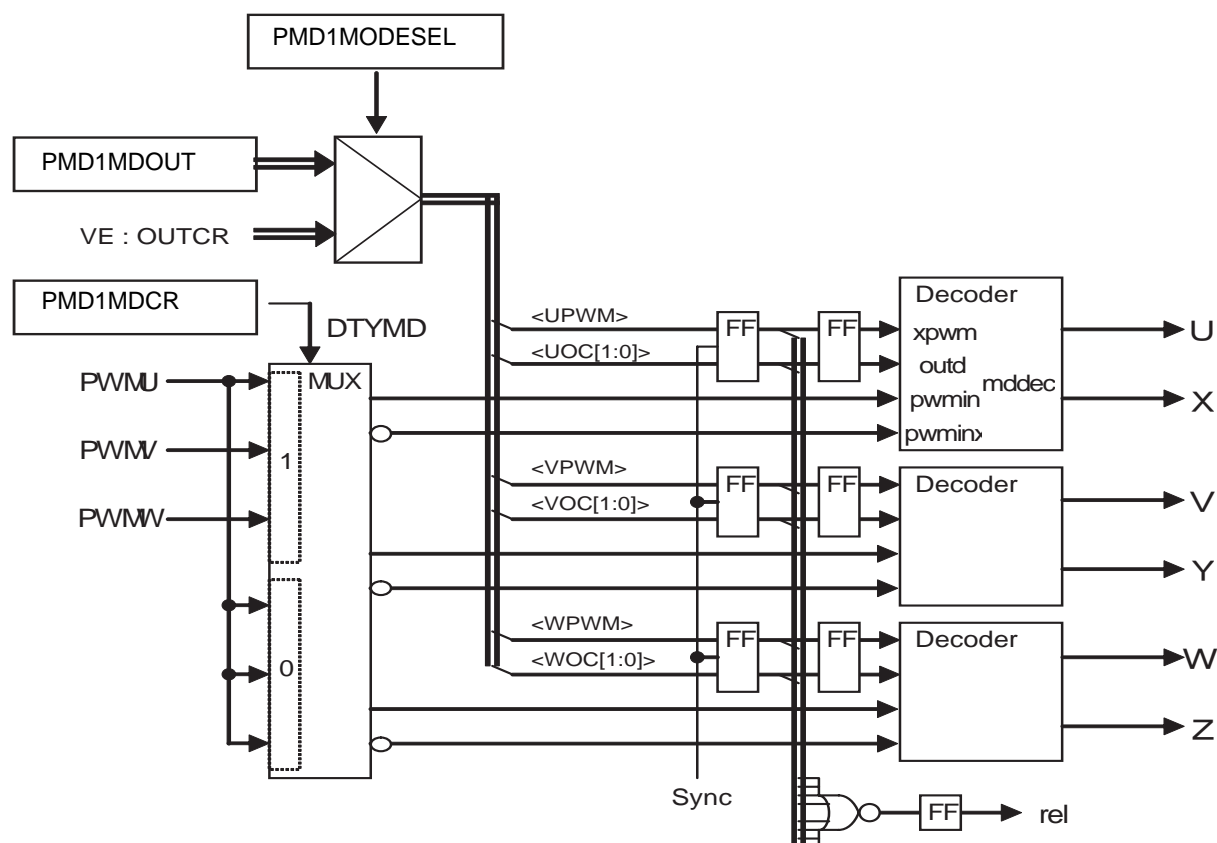 PMD1MODESEL
PMD1MDOUT
VE : OUTCR
PMD1MDCR
DTYMD
MUX
PWMU
PWMV
PWMW
1
0
<UPWM>
<UOC[1:0]>
FF
FF
Decoder
xpwm
outd
mddec
pwmin
pwminx
U
X
<VPWM>
<VOC[1:0]>
FF
FF
Decoder
V
Y
<WPWM>
<WOC[1:0]>
FF
FF
Decoder
W
Z
Sync
FF
rel